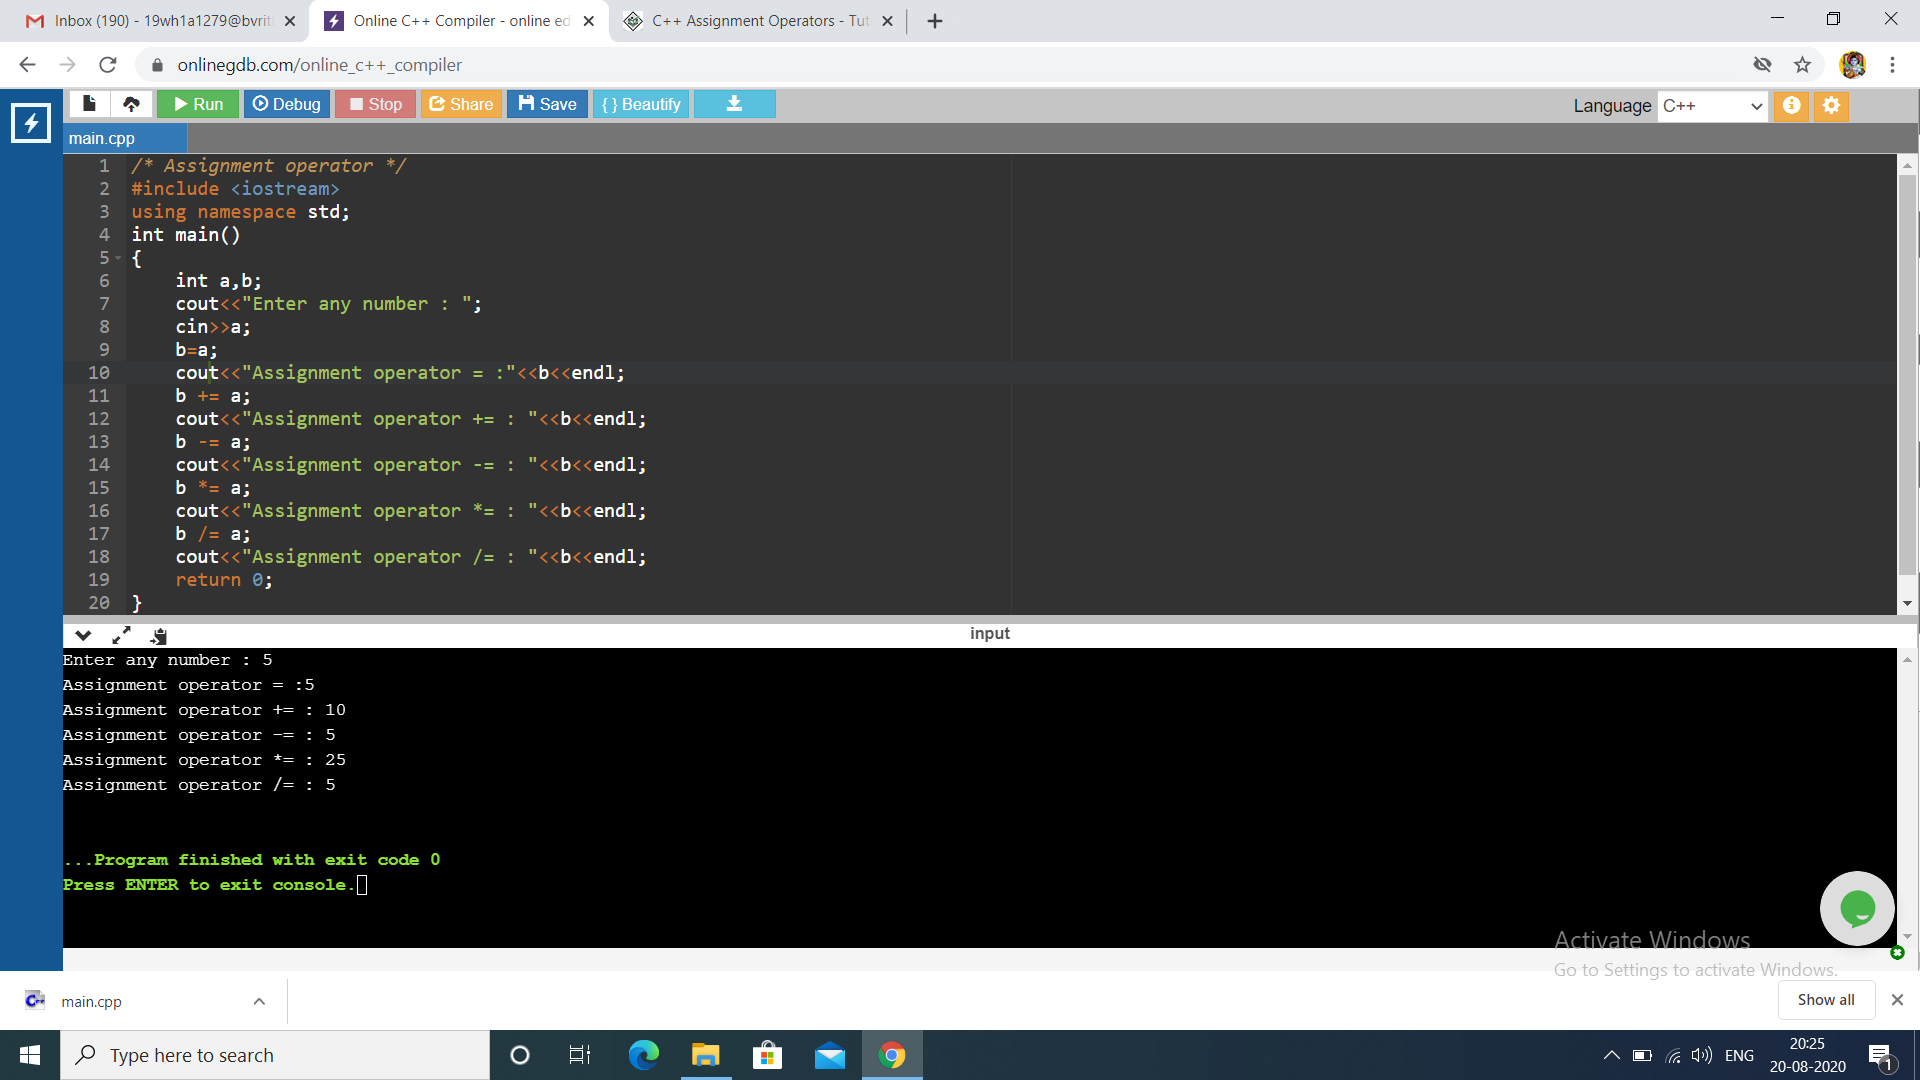 Inbox (190) - 19wh1a1279@bvrit
Online C++ Compiler - online ed
C++ Assignment Operators - Tut
onlinegdb.com/online_c++_compiler
Run Debug Stop Share Save {} Beautify
Language C++
main.cpp
1 /* Assignment operator */
2 #include <iostream>
3 using namespace std;
4 int main()
5 {
6 int a,b;
7 cout<<"Enter any number : ";
8 cin>>a;
9 b=a;
10 cout<<"Assignment operator = :"<<b<<endl;
11 b += a;
12 cout<<"Assignment operator += : "<<b<<endl;
13 b -= a;
14 cout<<"Assignment operator -= : "<<b<<endl;
15 b *= a;
16 cout<<"Assignment operator *= : "<<b<<endl;
17 b /= a;
18 cout<<"Assignment operator /= : "<<b<<endl;
19 return 0;
20 }
input
Enter any number : 5
Assignment operator = :5
Assignment operator += : 10
Assignment operator -= : 5
Assignment operator *= : 25
Assignment operator /= : 5
...Program finished with exit code 0
Press ENTER to exit console.
Activate Windows
Go to Settings to activate Windows.
main.cpp
Show all
Type here to search
ENG
20:25
20-08-2020
1